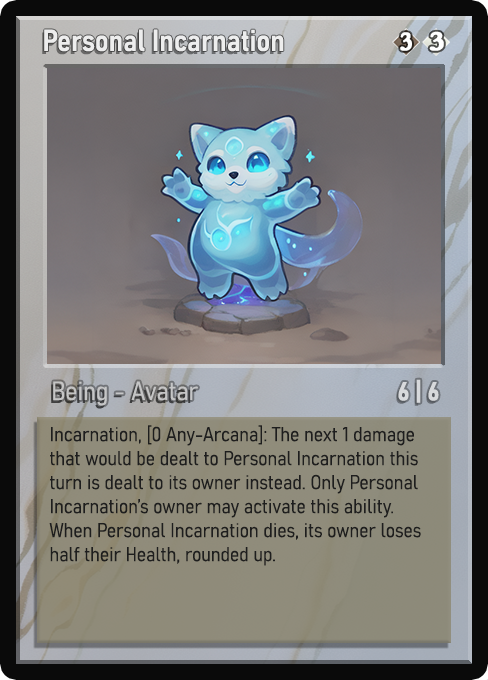 Personal Incarnation 3 3
Being - Avatar 6|6
Incarnation, [0 Any-Arcana]: The next 1 damage
that would be dealt to Personal Incarnation this
turn is dealt to its owner instead. Only Personal
Incarnation's owner may activate this ability.
When Personal Incarnation dies, its owner loses
half their Health, rounded up.